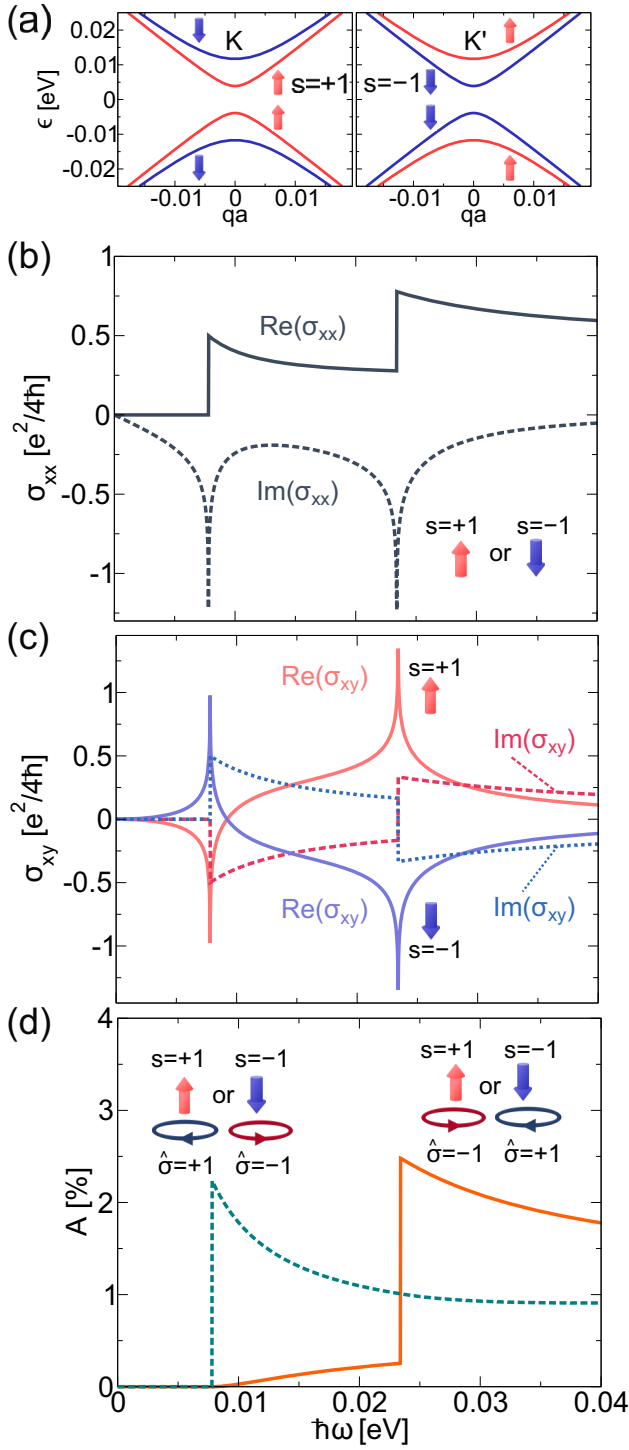 (a)
0.02
0.01
0
-0.01
-0.02
ϵ [eV]
K
s=+1
K'
s=−1
-0.01 0 0.01
qa
-0.01 0 0.01
qa
(b)
1
0.5
0
-0.5
-1
σxx [e²/4ħ]
Re(σxx)
Im(σxx)
s=+1 s=−1
or
(c)
1
0.5
0
-0.5
-1
σxy [e²/4ħ]
Re(σxy)
s=+1
Im(σxy)
Re(σxy)
s=−1
Im(σxy)
(d)
4
3
2
1
0
A [%]
s=+1 s=−1
or
σ̂=+1 σ̂=−1
s=+1 s=−1
or
σ̂=−1 σ̂=+1
0 0.01 0.02 0.03 0.04
ħω [eV]